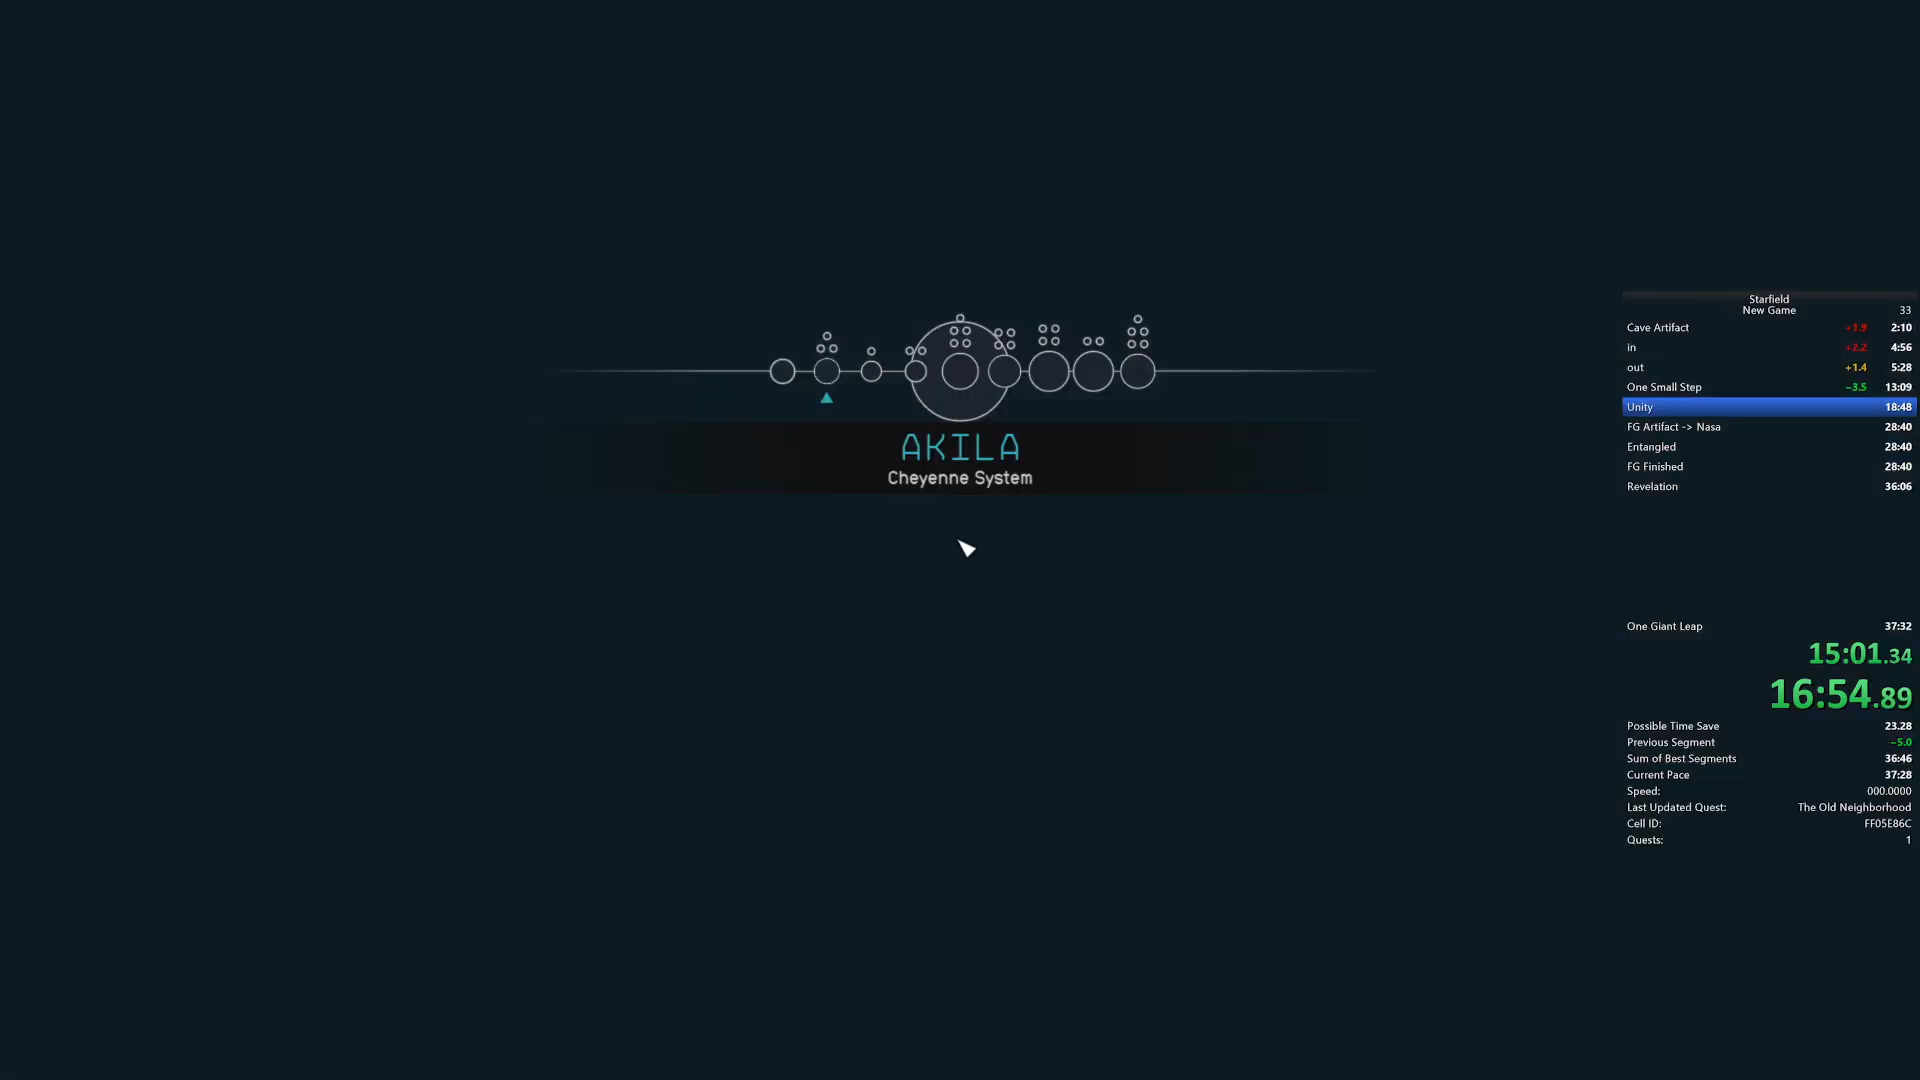 AKILA
Cheyenne System
Starfield
New Game 33
Cave Artifact +1.9 2:10
in +2.2 4:56
out +1.4 5:28
One Small Step −3.5 13:09
Unity 18:48
FG Artifact -> Nasa 28:40
Entangled 28:40
FG Finished 28:40
Revelation 36:06
One Giant Leap 37:32
15:01.34
16:54.89
Possible Time Save 23.28
Previous Segment −5.0
Sum of Best Segments 36:46
Current Pace 37:28
Speed: 000.0000
Last Updated Quest: The Old Neighborhood
Cell ID: FF05E86C
Quests: 1